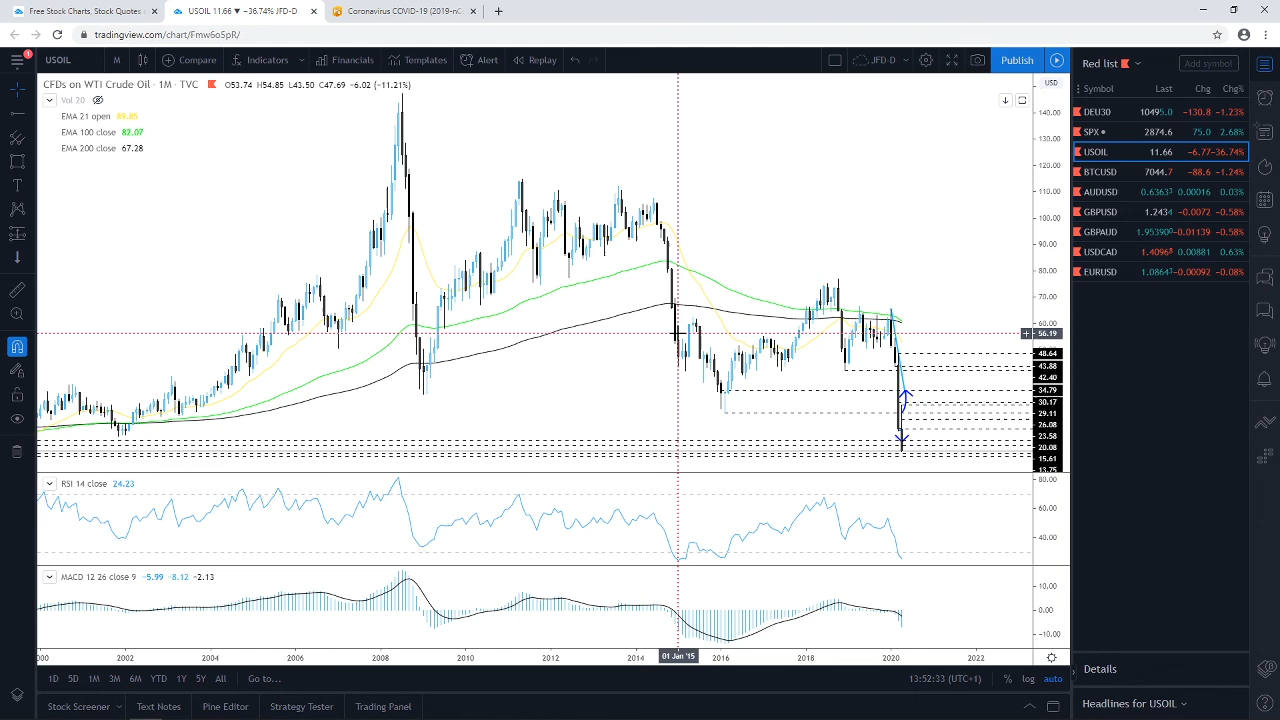 Free Stock Charts, Stock Quotes
USOIL 11.66 ▼ −36.74% JFD-D
Coronavirus COVID-19 (2019-nC
tradingview.com/chart/Fmw6o5pR/
1
USOIL M Compare Indicators Financials Templates Alert Replay JFD-D Publish
Red list
Add symbol
CFDs on WTI Crude Oil · 1M · TVC O53.74 H54.85 L43.50 C47.69 −6.02 (−11.21%)
Vol 20
EMA 21 open 89.85
EMA 100 close 82.07
EMA 200 close 67.28
USD
140.00
130.00
120.00
110.00
100.00
90.00
80.00
70.00
60.00
56.19
48.64
43.88
42.40
34.79
30.17
29.11
26.08
23.58
20.08
15.61
13.75
Symbol Last Chg Chg%
DEU30 10495.0 −130.8 −1.23%
SPX 2874.6 75.0 2.68%
USOIL 11.66 −6.77 −36.74%
BTCUSD 7044.7 −88.6 −1.24%
AUDUSD 0.6363 0.00016 0.03%
GBPUSD 1.2434 −0.0072 −0.58%
GBPAUD 1.95390 −0.01139 −0.58%
USDCAD 1.4096 0.00881 0.63%
EURUSD 1.0864 −0.00092 −0.08%
RSI 14 close 24.23
80.00
60.00
40.00
MACD 12 26 close 9 −5.99 −8.12 −2.13
10.00
0.00
−10.00
000 2002 2004 2006 2008 2010 2012 2014 01 Jan '15 2016 2018 2020 2022
1D 5D 1M 3M 6M YTD 1Y 5Y All Go to... 13:52:33 (UTC+1) % log auto
Stock Screener Text Notes Pine Editor Strategy Tester Trading Panel
Details
Headlines for USOIL